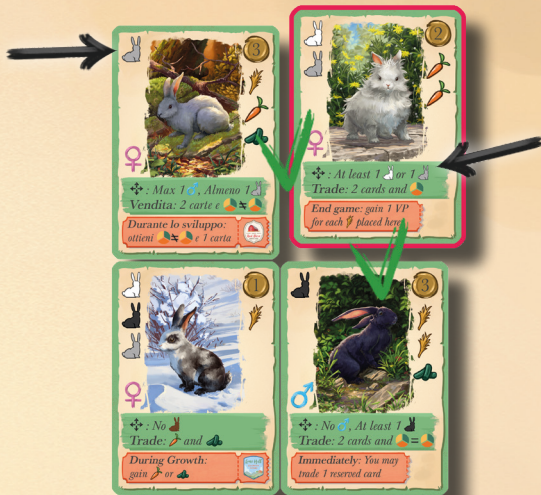 3
: Max 1 , Almeno 1
Vendita: 2 carte e
Durante lo sviluppo:
ottieni e 1 carta
2
: At least 1 or 1
Trade: 2 cards and
End game: gain 1 VP
for each placed here
1
: No
Trade: and
During Growth:
gain or
3
: No , At least 1
Trade: 2 cards and =
Immediately: You may
trade 1 reserved card